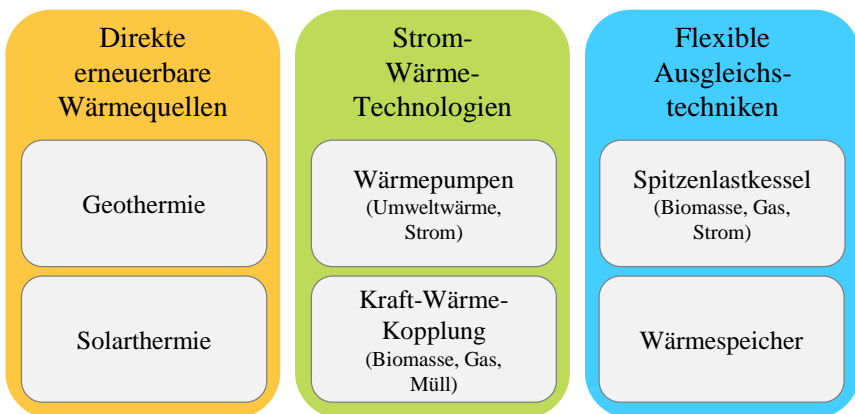 Direkte
erneuerbare
Wärmequellen
Geothermie
Solarthermie
Strom-
Wärme-
Technologien
Wärmepumpen
(Umweltwärme,
Strom)
Kraft-Wärme-
Kopplung
(Biomasse, Gas,
Müll)
Flexible
Ausgleichs-
techniken
Spitzenlastkessel
(Biomasse, Gas,
Strom)
Wärmespeicher